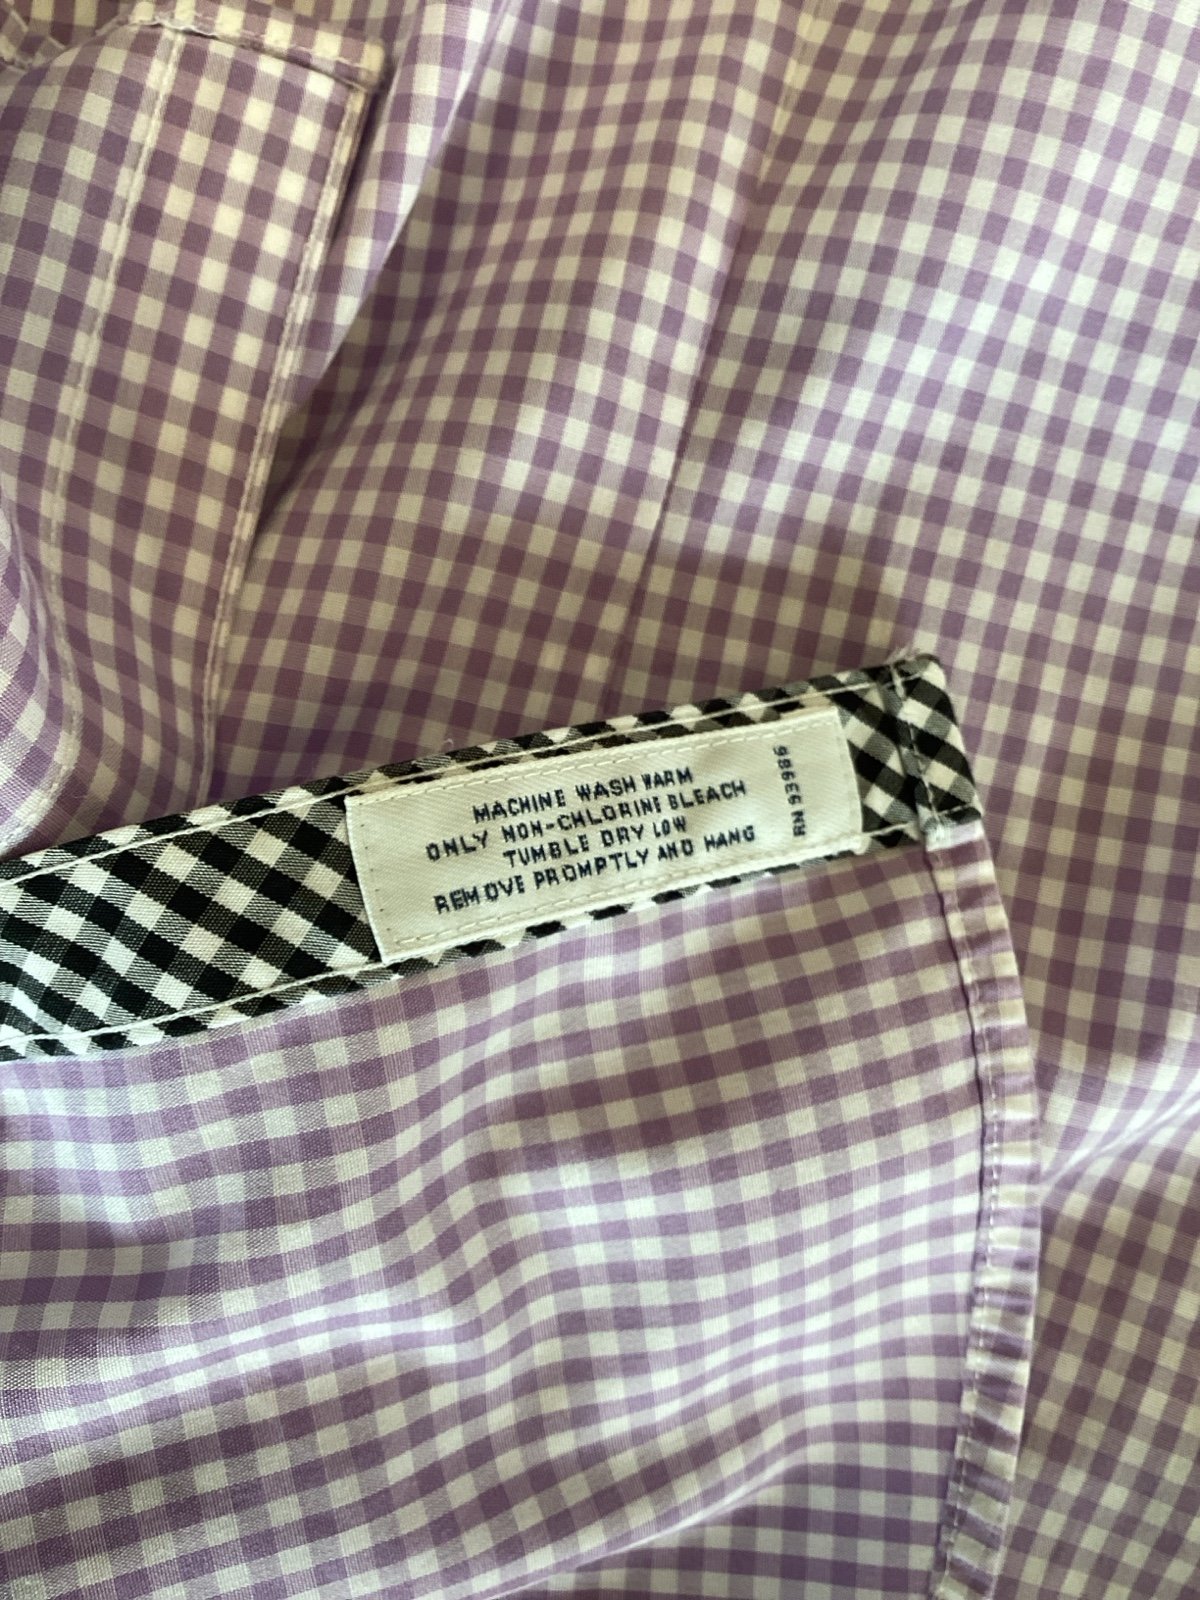 MACHINE WASH WARM
ONLY NON-CHLORINE BLEACH
TUMBLE DRY LOW
REMOVE PROMPTLY AND HANG
RN 93986